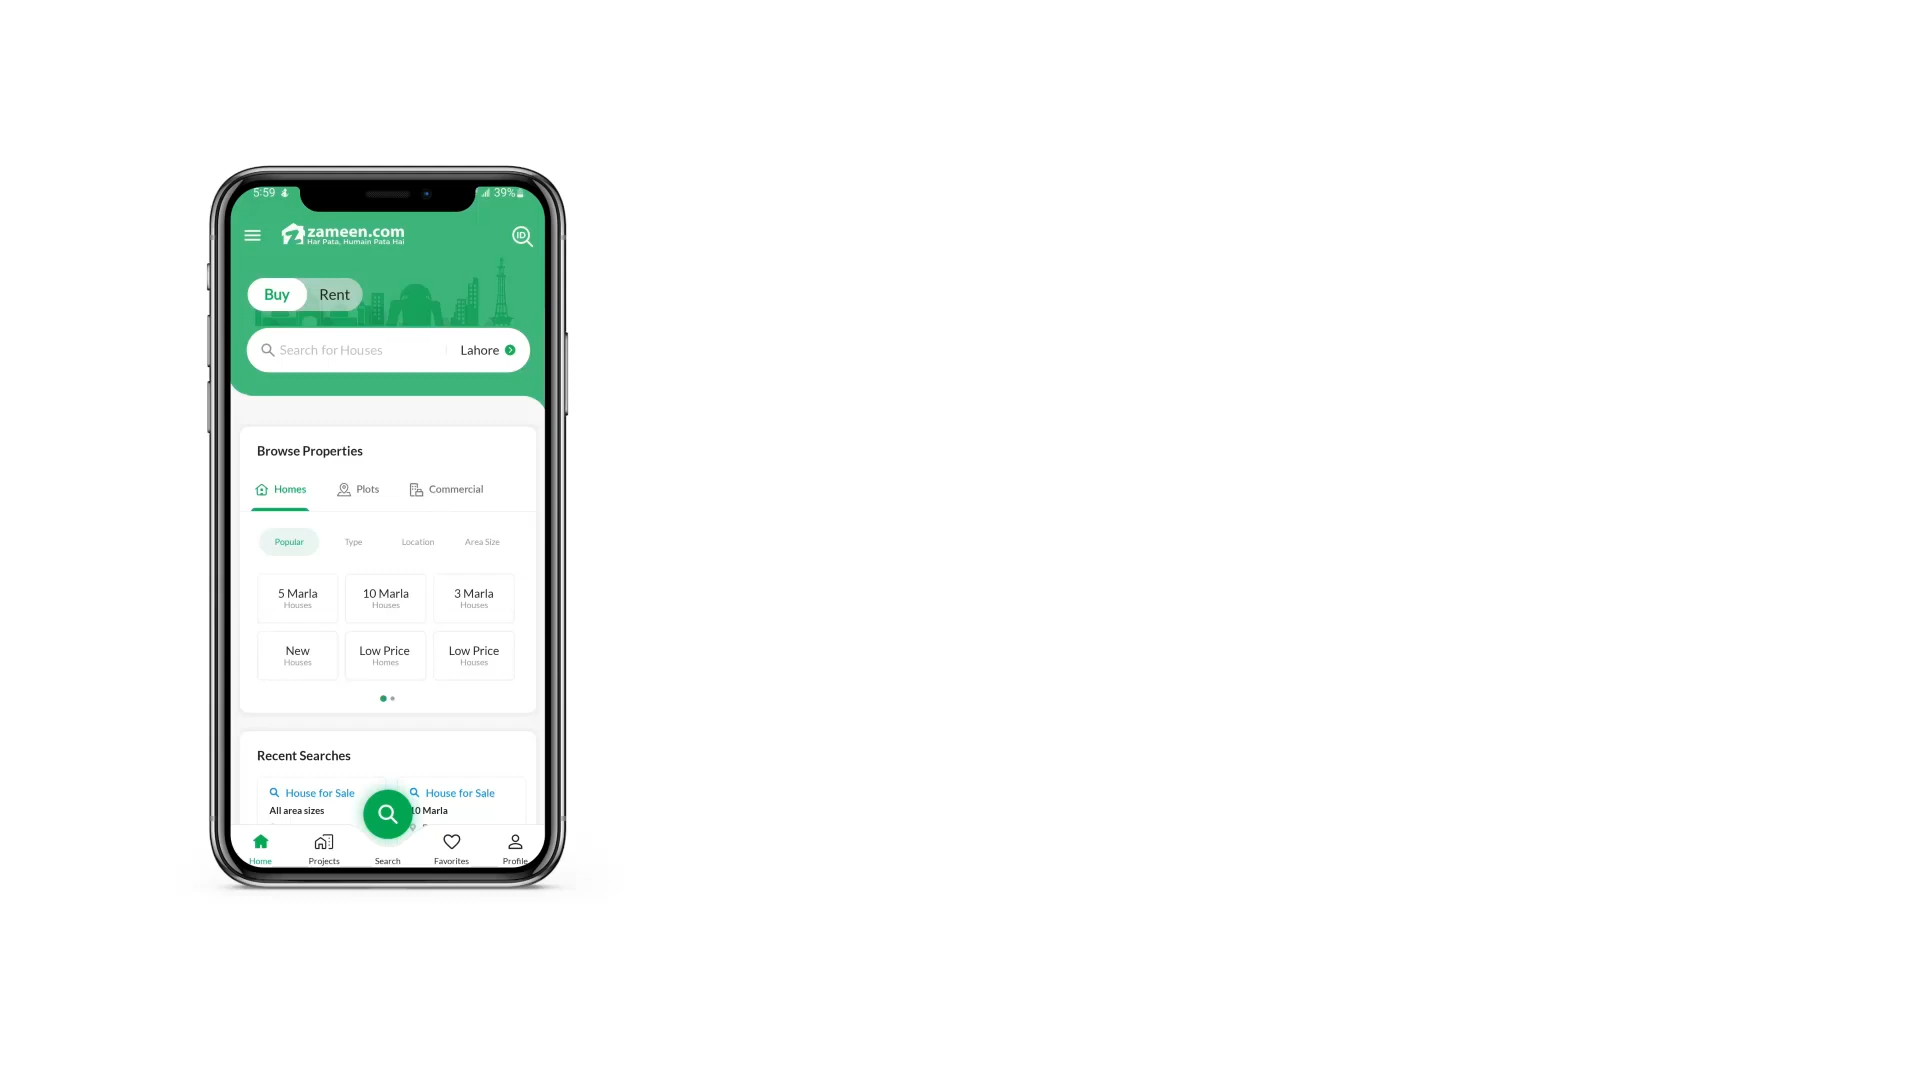 5:59 39%
zameen.com
Har Pata, Humain Pata Hai
ID
Buy Rent
Search for Houses Lahore
Browse Properties
Homes Plots Commercial
Popular Type Location Area Size
5 Marla 10 Marla 3 Marla
Houses Houses Houses
New Low Price Low Price
Houses Homes Houses
Recent Searches
House for Sale House for Sale
All area sizes 10 Marla
Home Projects Search Favorites Profile